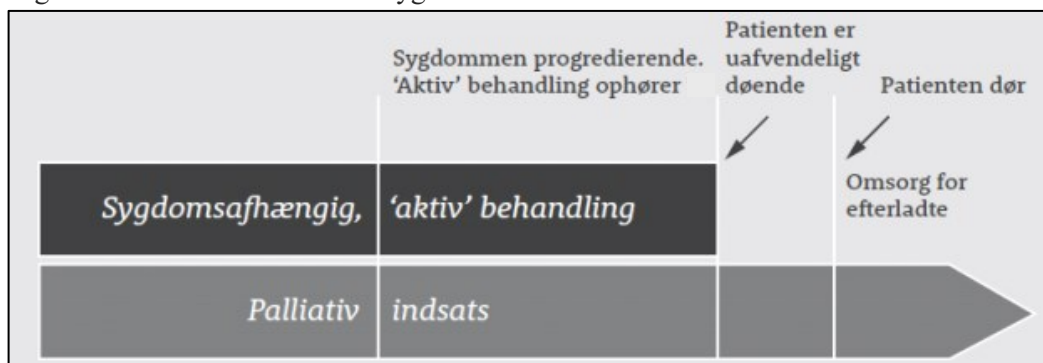 Sygdommen progredierende.
'Aktiv' behandling ophører
Patienten er
uafvendeligt
døende
Patienten dør
Omsorg for
efterladte
Sygdomsafhængig, 'aktiv' behandling
Palliativ indsats